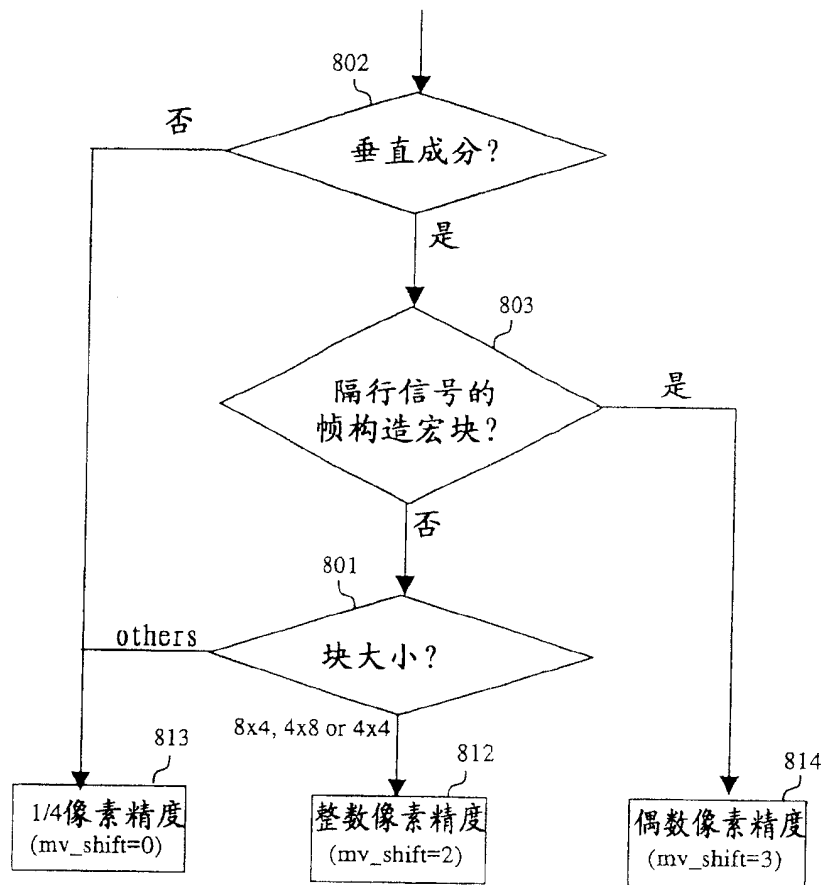 802
否
垂直成分?
是
803
隔行信号的
帧构造宏块?
是
否
801
others
块大小?
8x4, 4x8 or 4x4
813
812
814
1/4像素精度
(mv_shift=0)
整数像素精度
(mv_shift=2)
偶数像素精度
(mv_shift=3)